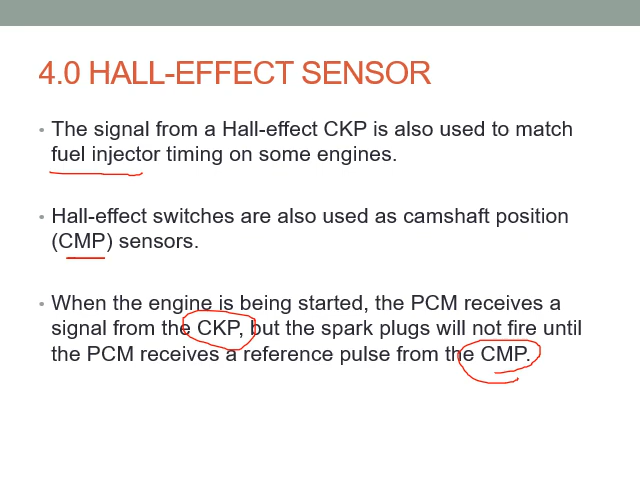 4.0 HALL-EFFECT SENSOR
• The signal from a Hall-effect CKP is also used to match
fuel injector timing on some engines.
• Hall-effect switches are also used as camshaft position
(CMP) sensors.
• When the engine is being started, the PCM receives a
signal from the CKP, but the spark plugs will not fire until
the PCM receives a reference pulse from the CMP.